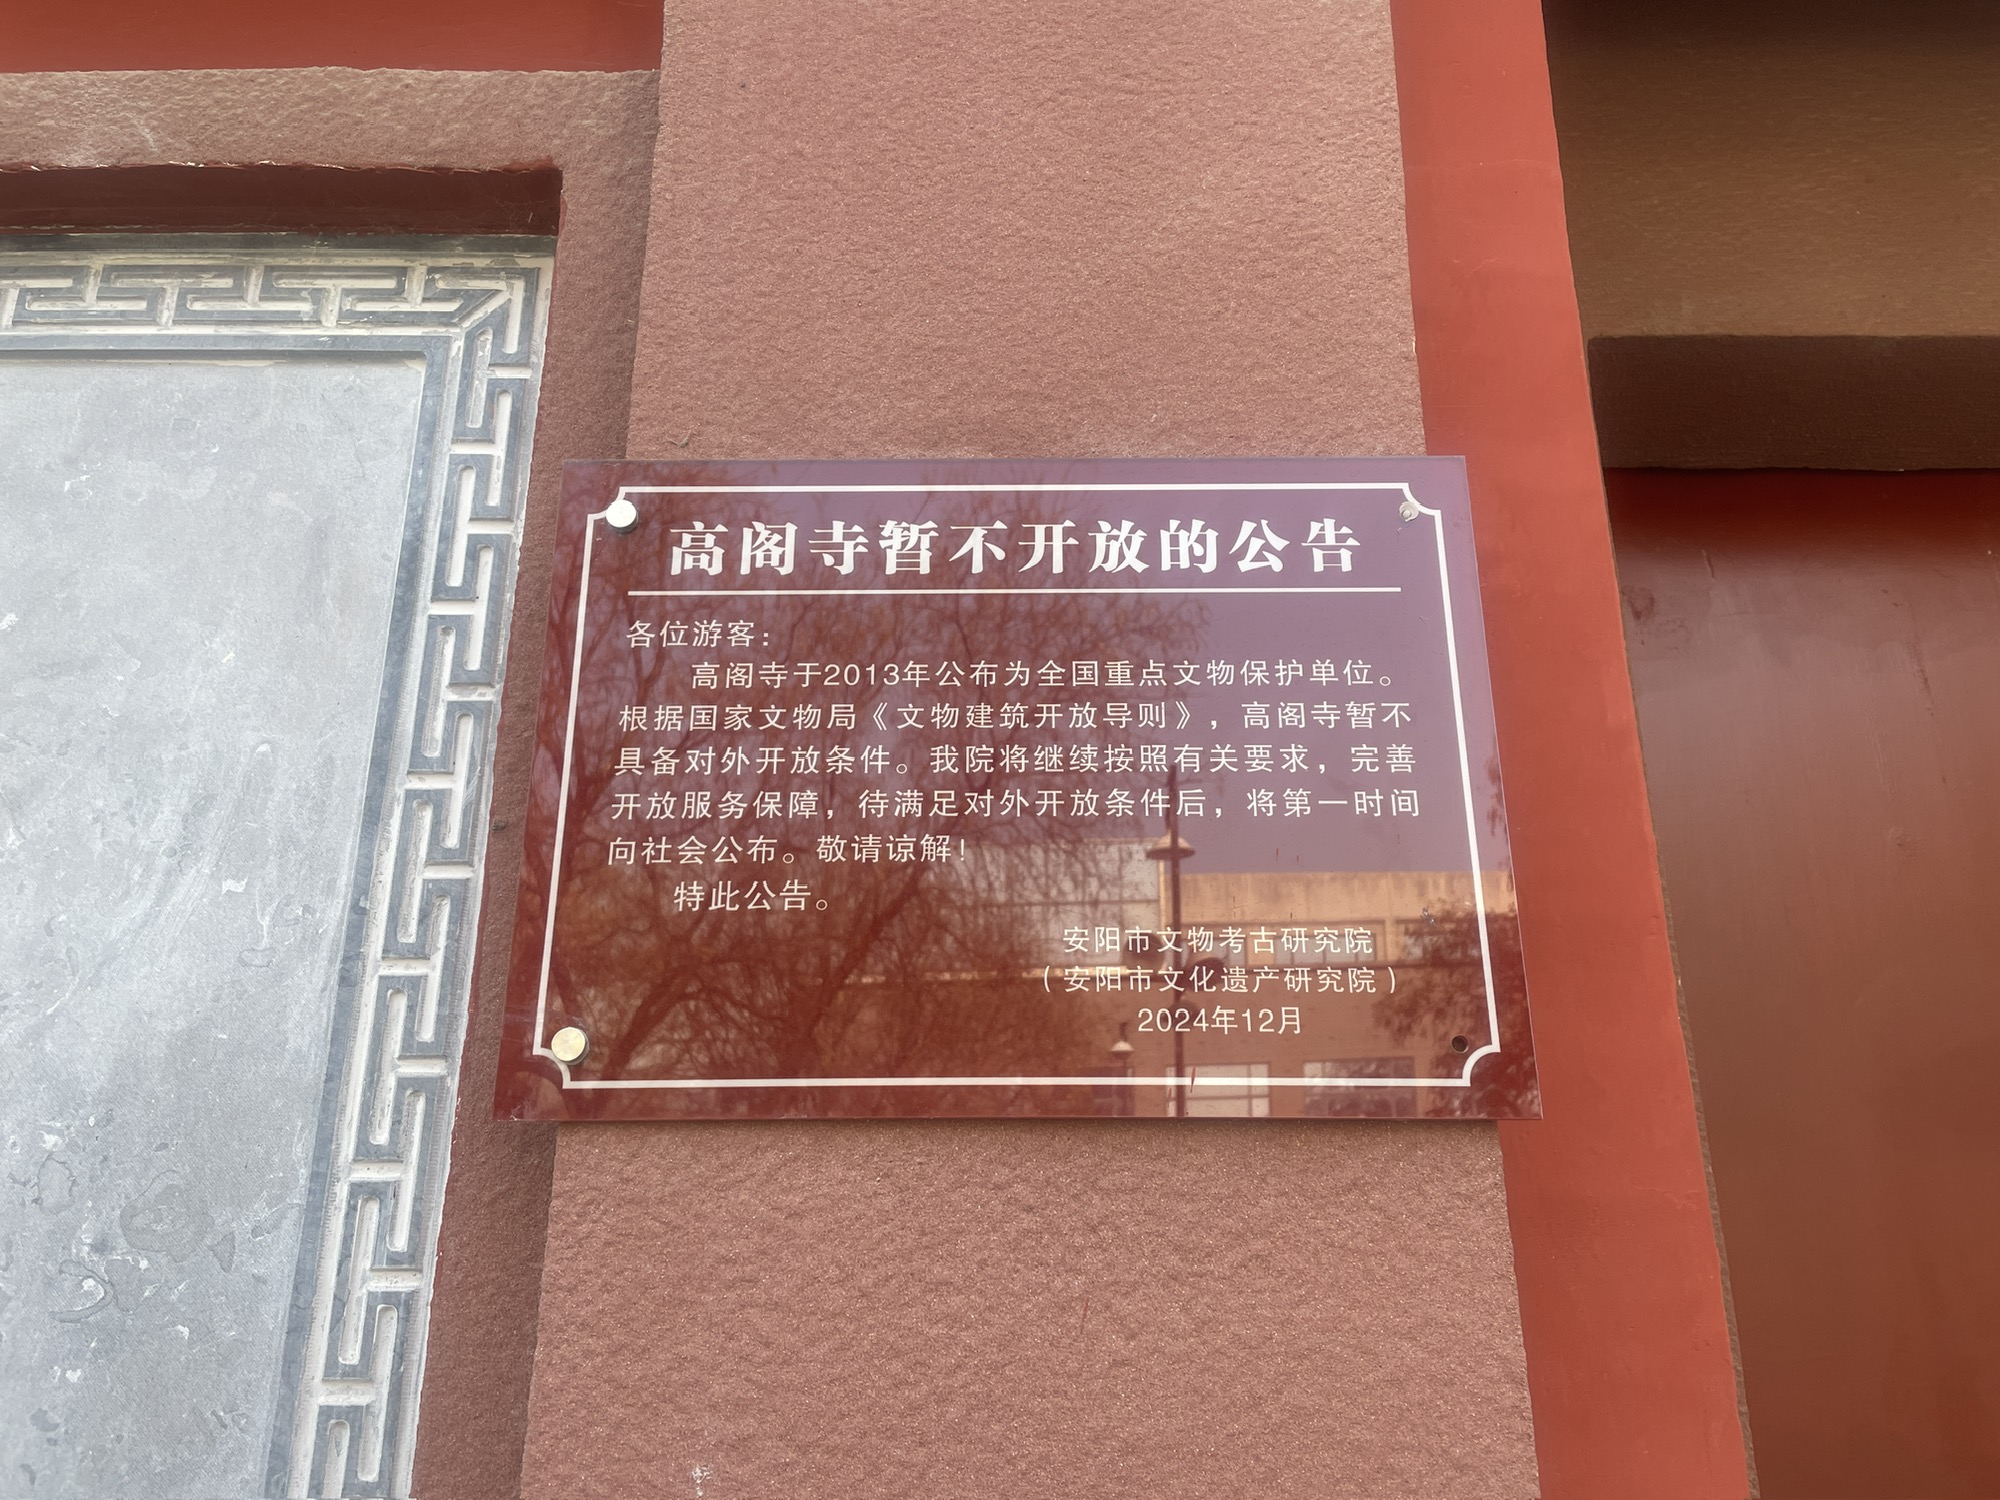 高阁寺暂不开放的公告
各位游客：
高阁寺于2013年公布为全国重点文物保护单位。
根据国家文物局《文物建筑开放导则》，高阁寺暂不
具备对外开放条件。我院将继续按照有关要求，完善
开放服务保障，待满足对外开放条件后，将第一时间
向社会公布。敬请谅解！
特此公告。
安阳市文物考古研究院
（安阳市文化遗产研究院）
2024年12月